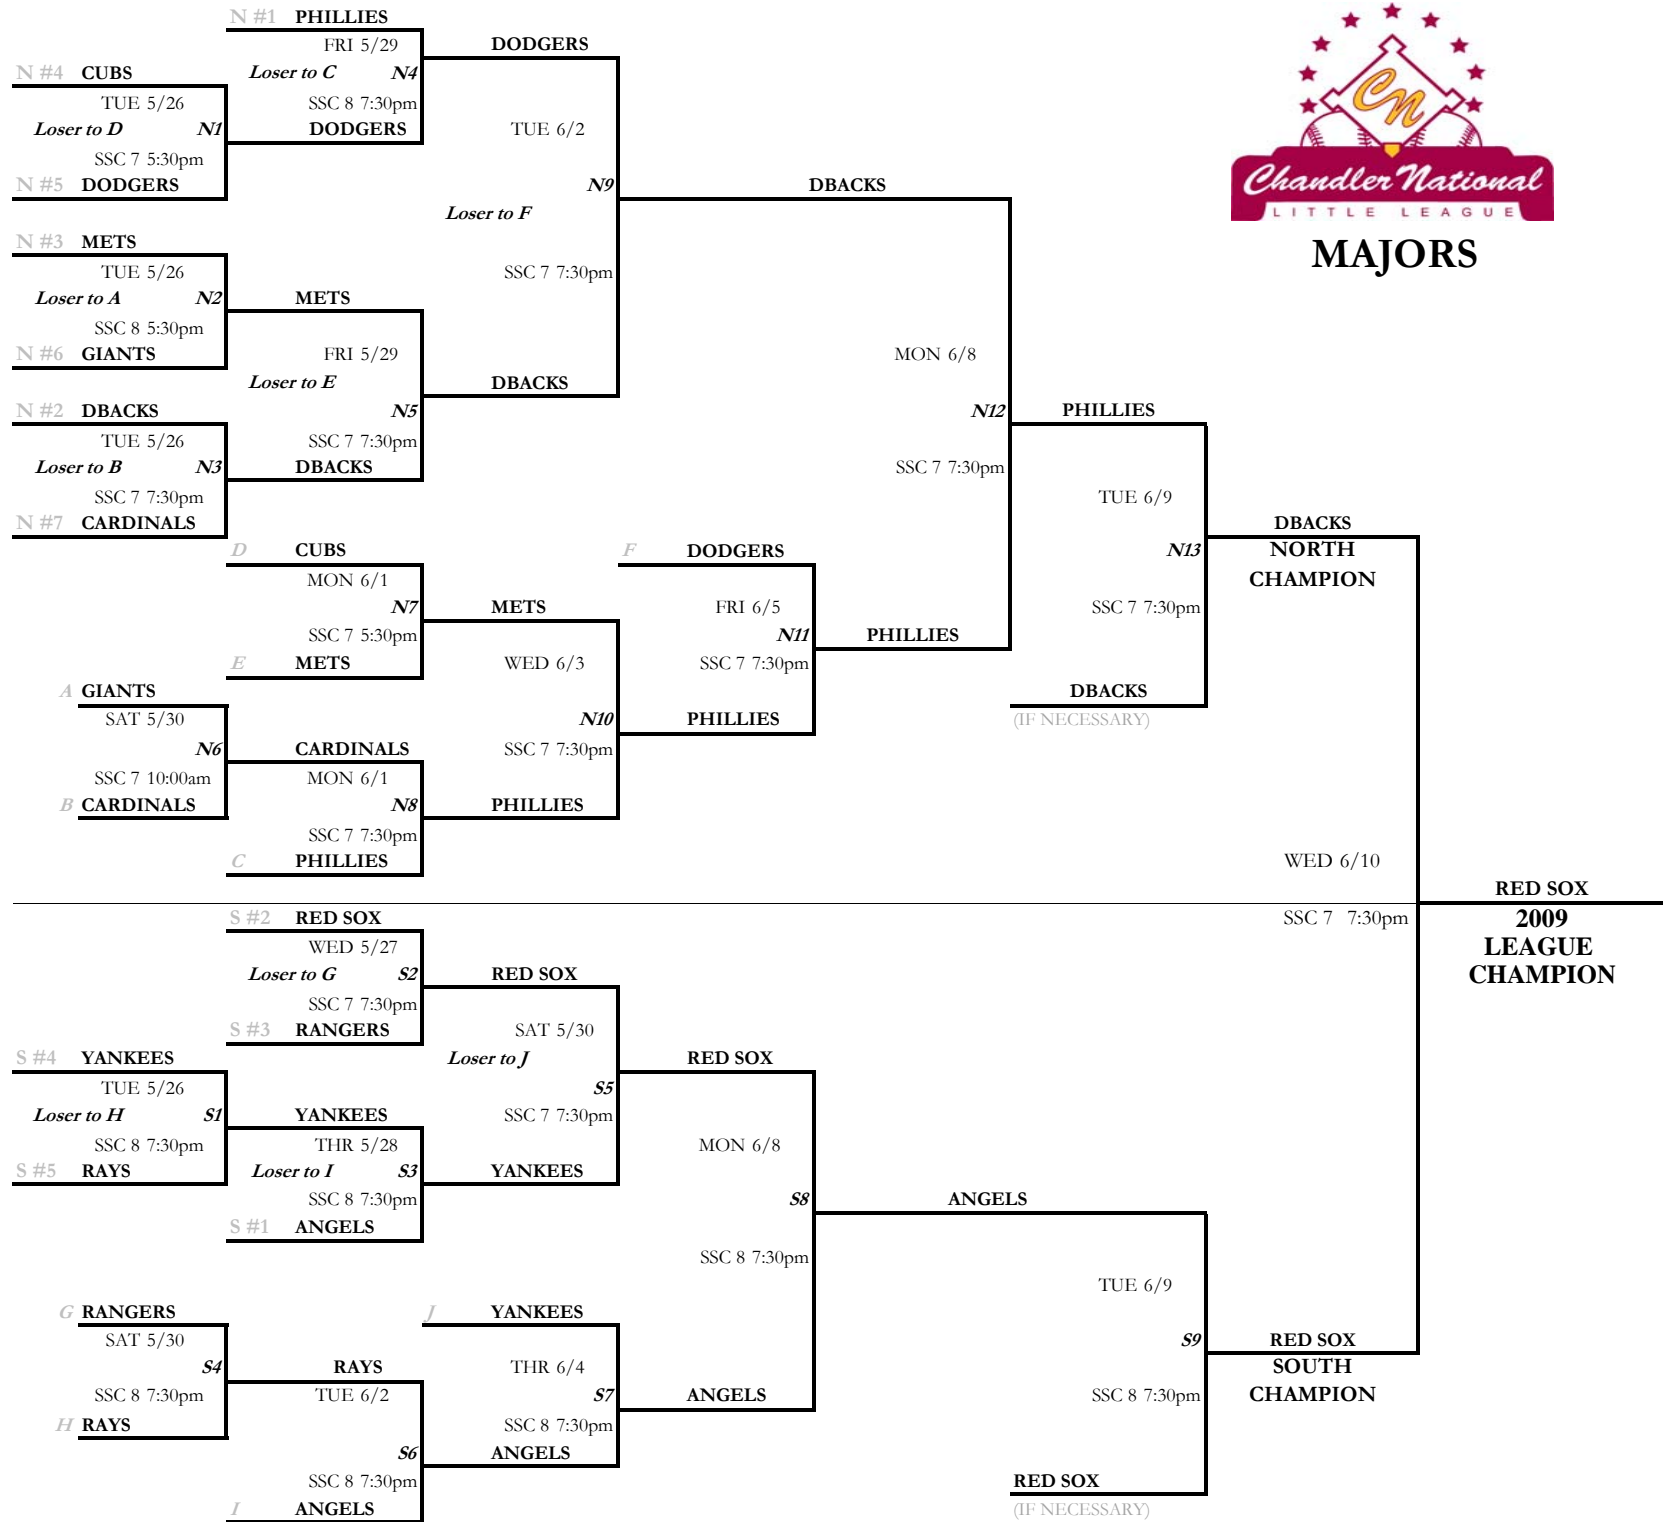 N #1 PHILLIES
FRI 5/29
DODGERS
Loser to C N4
N #4 CUBS
TUE 5/26
SSC 8 7:30pm
Loser to D N1
DODGERS
TUE 6/2
SSC 7 5:30pm
N #5 DODGERS
N9
DBACKS
Loser to F
CN
Chandler National
LITTLE LEAGUE
MAJORS
N #3 METS
TUE 5/26
SSC 7 7:30pm
Loser to A N2
METS
SSC 8 5:30pm
N #6 GIANTS
FRI 5/29
MON 6/8
Loser to E
DBACKS
N #2 DBACKS
N5
N12
PHILLIES
TUE 5/26
SSC 7 7:30pm
Loser to B N3
DBACKS
SSC 7 7:30pm
SSC 7 7:30pm
TUE 6/9
N #7 CARDINALS
DBACKS
D CUBS
F DODGERS
N13
NORTH
CHAMPION
MON 6/1
N7
METS
FRI 6/5
SSC 7 7:30pm
SSC 7 5:30pm
N11
PHILLIES
E METS
WED 6/3
SSC 7 7:30pm
A GIANTS
DBACKS
SAT 5/30
N10
PHILLIES
(IF NECESSARY)
N6
CARDINALS
SSC 7 7:30pm
SSC 7 10:00am
MON 6/1
B CARDINALS
N8
PHILLIES
SSC 7 7:30pm
C PHILLIES
WED 6/10
RED SOX
S #2 RED SOX
SSC 7 7:30pm
2009
LEAGUE
CHAMPION
WED 5/27
Loser to G S2
RED SOX
SSC 7 7:30pm
S #3 RANGERS
SAT 5/30
S #4 YANKEES
Loser to J
RED SOX
TUE 5/26
S5
Loser to H S1
YANKEES
SSC 7 7:30pm
SSC 8 7:30pm
THR 5/28
MON 6/8
S #5 RAYS
Loser to I S3
YANKEES
SSC 8 7:30pm
S8
ANGELS
S #1 ANGELS
SSC 8 7:30pm
TUE 6/9
G RANGERS
J YANKEES
SAT 5/30
S9
RED SOX
S4
RAYS
THR 6/4
SOUTH
CHAMPION
SSC 8 7:30pm
TUE 6/2
S7
ANGELS
SSC 8 7:30pm
H RAYS
SSC 8 7:30pm
S6
ANGELS
SSC 8 7:30pm
RED SOX
I ANGELS
(IF NECESSARY)